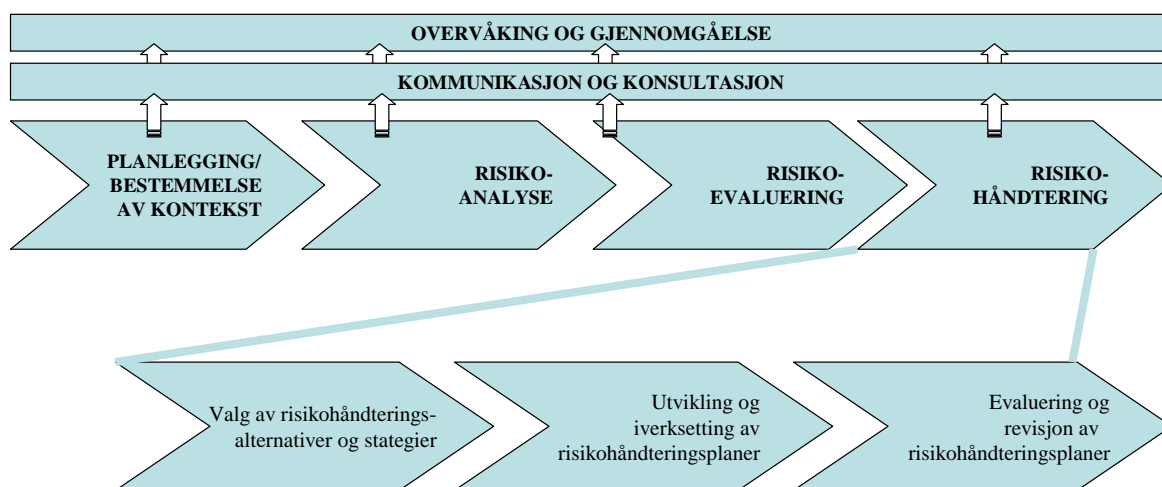 OVERVÅKING OG GJENNOMGÅELSE
KOMMUNIKASJON OG KONSULTASJON
PLANLEGGING/
BESTEMMELSE
AV KONTEKST
RISIKO-
ANALYSE
RISIKO-
EVALUERING
RISIKO-
HÅNDTERING
Valg av risikohåndterings-
alternativer og stategier
Utvikling og
iverksetting av
risikohåndteringsplaner
Evaluering og
revisjon av
risikohåndteringsplaner